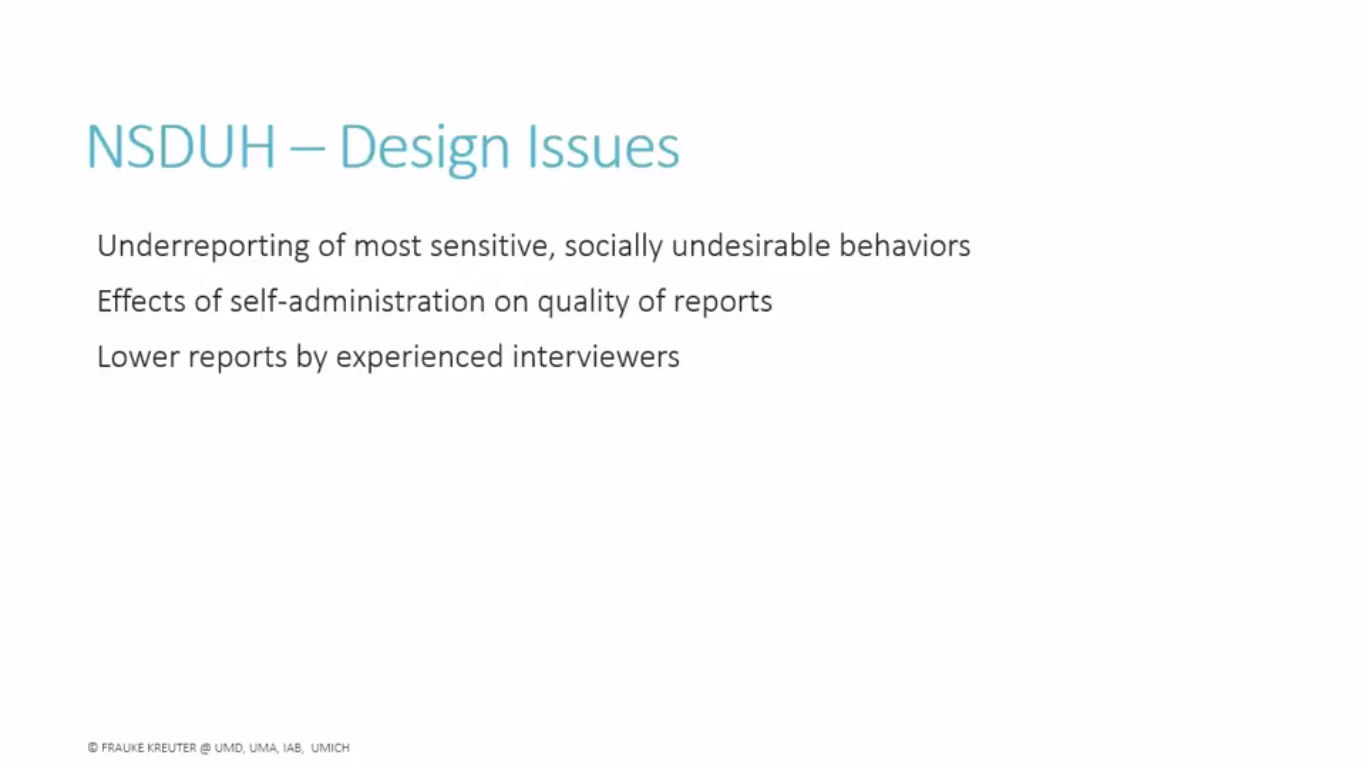 NSDUH – Design Issues
Underreporting of most sensitive, socially undesirable behaviors
Effects of self-administration on quality of reports
Lower reports by experienced interviewers
© FRAUKE KREUTER @ UMD, UMA, IAB, UMICH